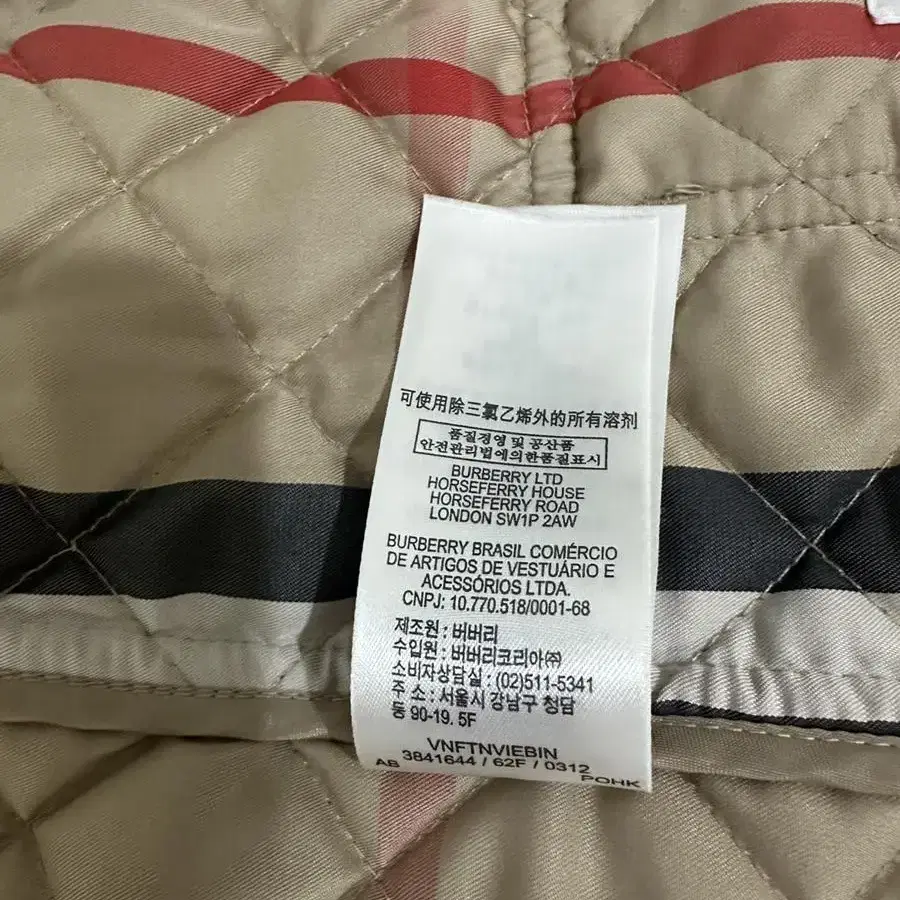 可使用除三氯乙烯外的所有溶剂
품질경영 및 공산품
안전관리법에의한품질표시
BURBERRY LTD
HORSEFERRY HOUSE
HORSEFERRY ROAD
LONDON SW1P 2AW
BURBERRY BRASIL COMÉRCIO
DE ARTIGOS DE VESTUÁRIO E
ACESSÓRIOS LTDA.
CNPJ: 10.770.518/0001-68
제조원 : 버버리
수입원 : 버버리코리아㈜
소비자상담실 : (02)511-5341
주 소 : 서울시 강남구 청담
동 90-19. 5F
VNFTNVIEBIN
AB 3841644 / 62F / 0312 POHK